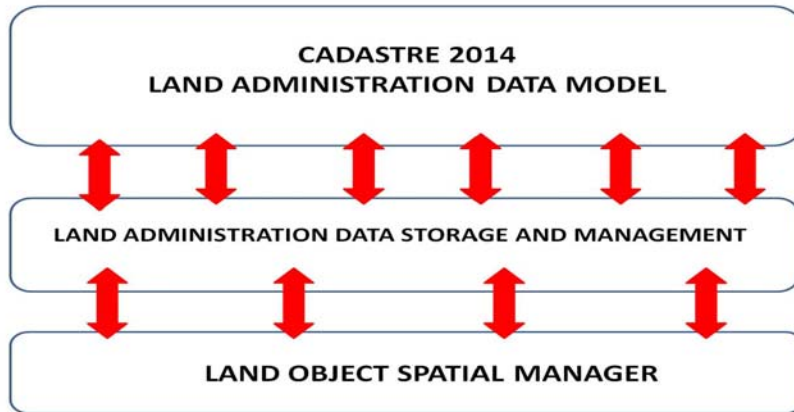 CADASTRE 2014
LAND ADMINISTRATION DATA MODEL
LAND ADMINISTRATION DATA STORAGE AND MANAGEMENT
LAND OBJECT SPATIAL MANAGER